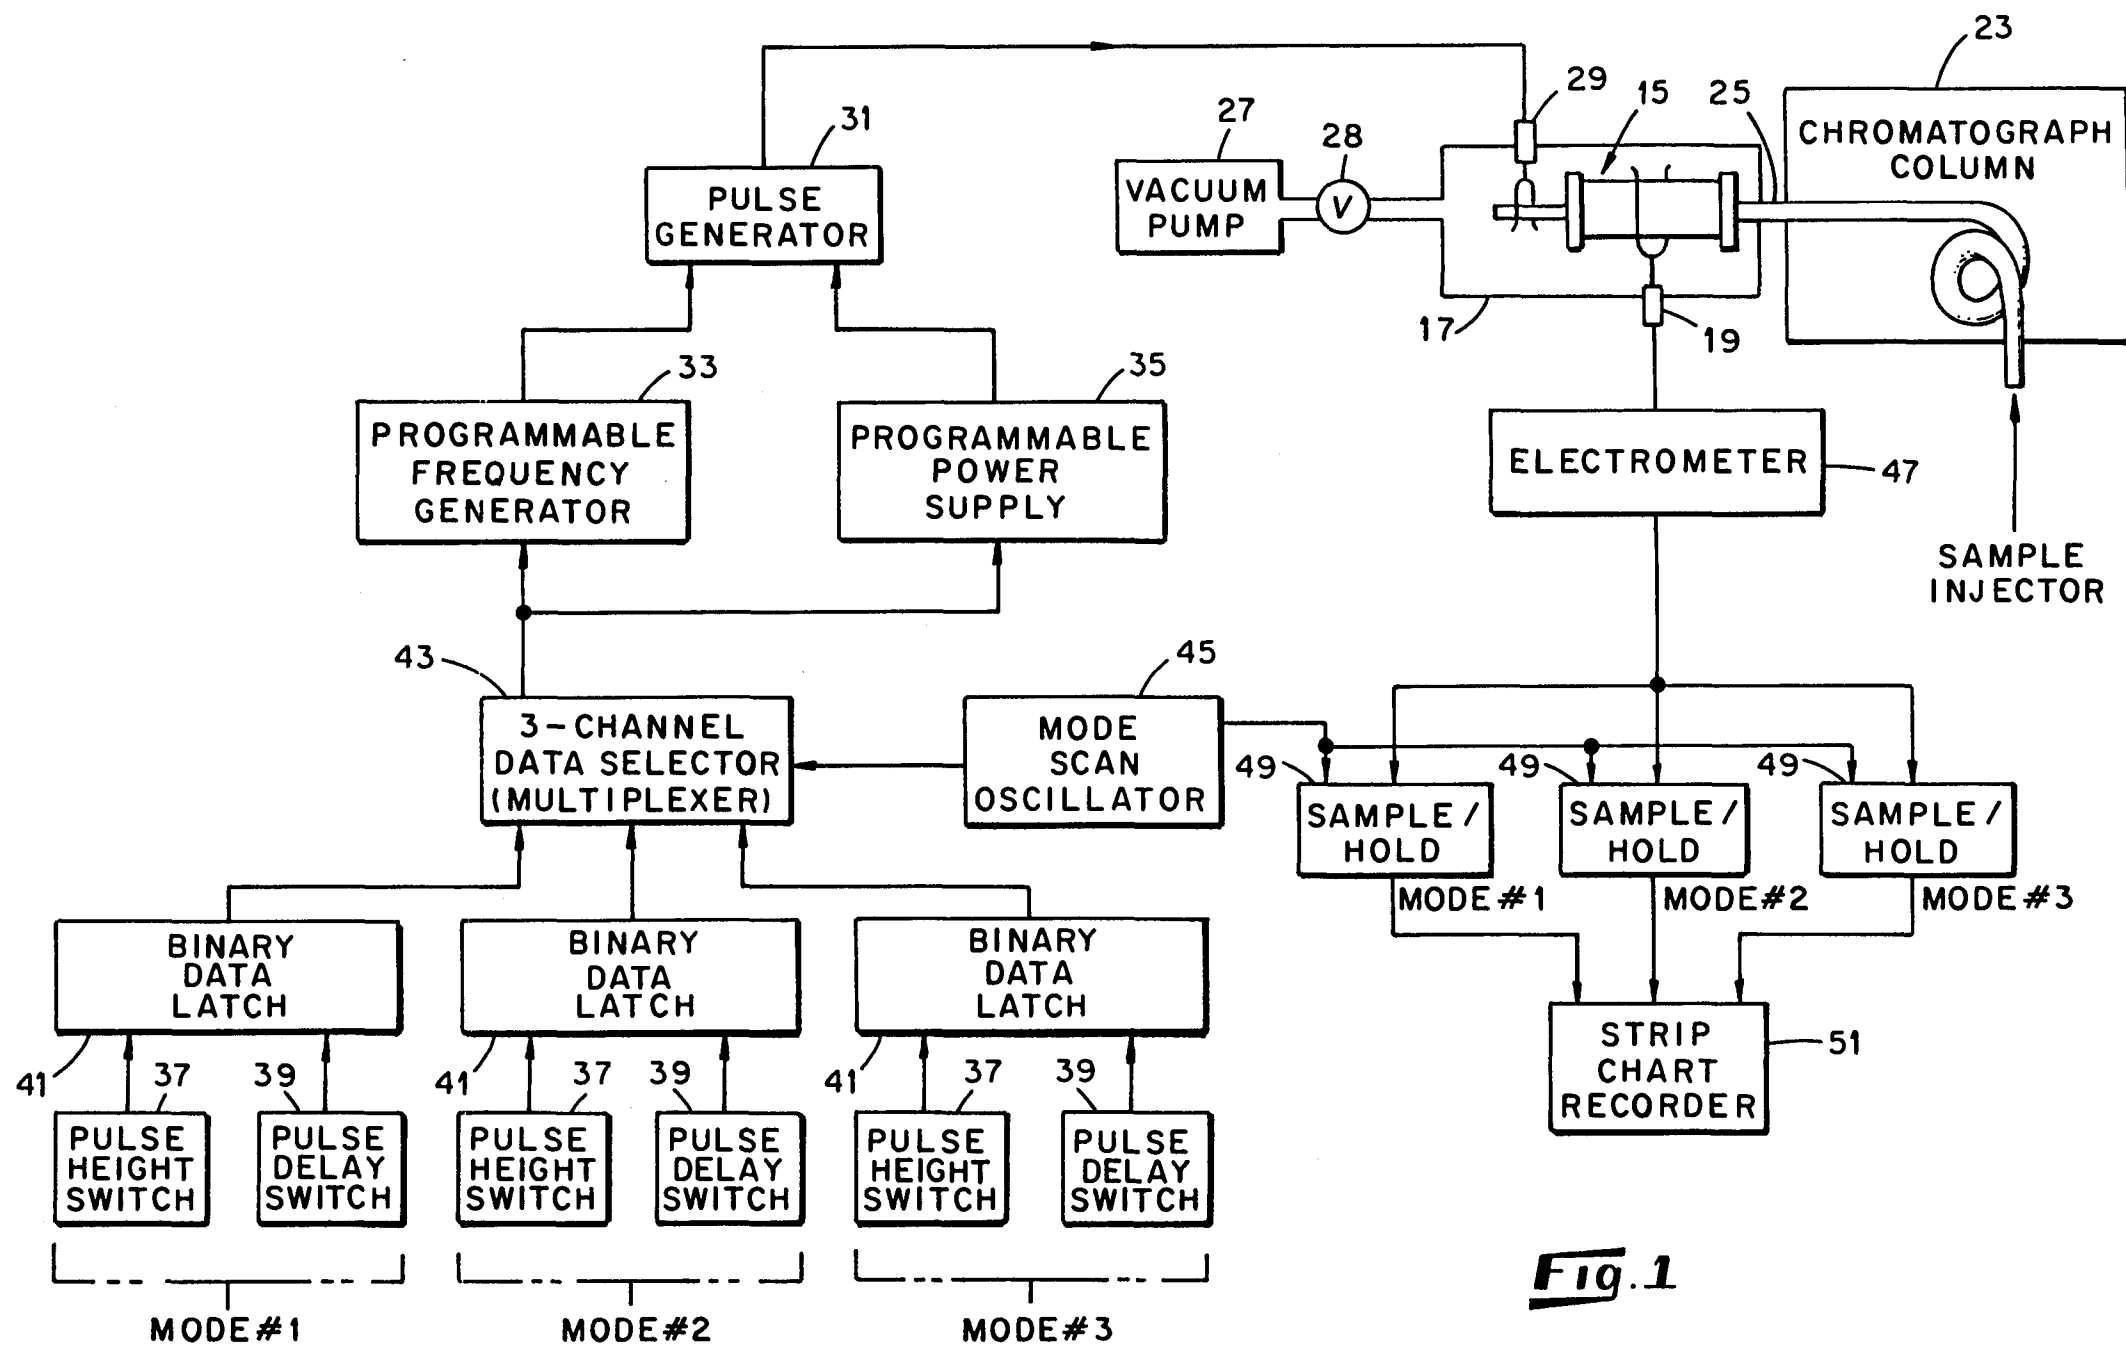 23
29
15
25
27
28
31
CHROMATOGRAPH
COLUMN
PULSE
GENERATOR
VACUUM
PUMP
V
17
19
33
35
PROGRAMMABLE
FREQUENCY
GENERATOR
PROGRAMMABLE
POWER
SUPPLY
ELECTROMETER
47
SAMPLE
INJECTOR
43
45
3-CHANNEL
DATA SELECTOR
(MULTIPLEXER)
MODE
SCAN
OSCILLATOR
49
49
49
SAMPLE/
HOLD
SAMPLE/
HOLD
SAMPLE/
HOLD
MODE#1
MODE#2
MODE#3
BINARY
DATA
LATCH
BINARY
DATA
LATCH
BINARY
DATA
LATCH
STRIP
CHART
RECORDER
51
41
37
39
41
37
39
41
37
39
PULSE
HEIGHT
SWITCH
PULSE
DELAY
SWITCH
PULSE
HEIGHT
SWITCH
PULSE
DELAY
SWITCH
PULSE
HEIGHT
SWITCH
PULSE
DELAY
SWITCH
MODE#1
MODE#2
MODE#3
Fig.1